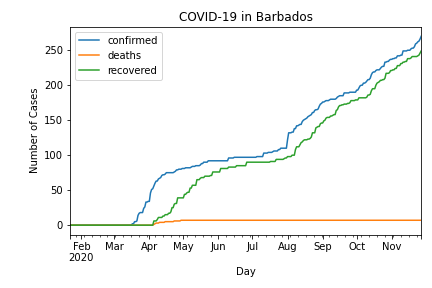 COVID-19 in Barbados
confirmed
deaths
recovered
Number of Cases
250
200
150
100
50
0
Feb Mar Apr May Jun Jul Aug Sep Oct Nov
2020
Day